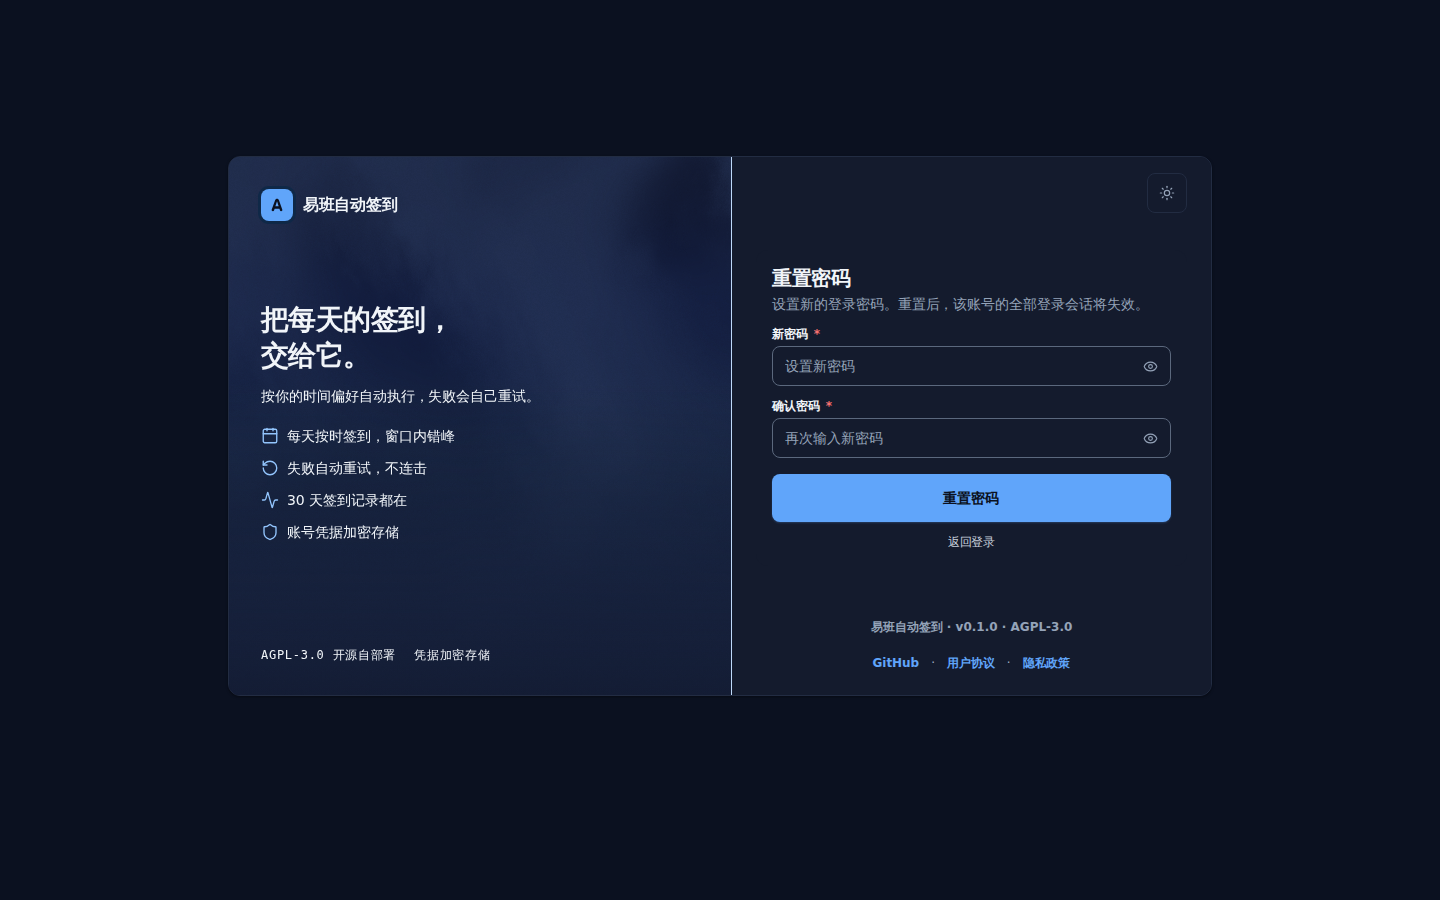 A 易班自动签到
把每天的签到，
交给它。
按你的时间偏好自动执行，失败会自己重试。
每天按时签到，窗口内错峰
失败自动重试，不连击
30 天签到记录都在
账号凭据加密存储
AGPL-3.0 开源自部署 凭据加密存储
重置密码
设置新的登录密码。重置后，该账号的全部登录会话将失效。
新密码 *
设置新密码
确认密码 *
再次输入新密码
重置密码
返回登录
易班自动签到 · v0.1.0 · AGPL-3.0
GitHub · 用户协议 · 隐私政策